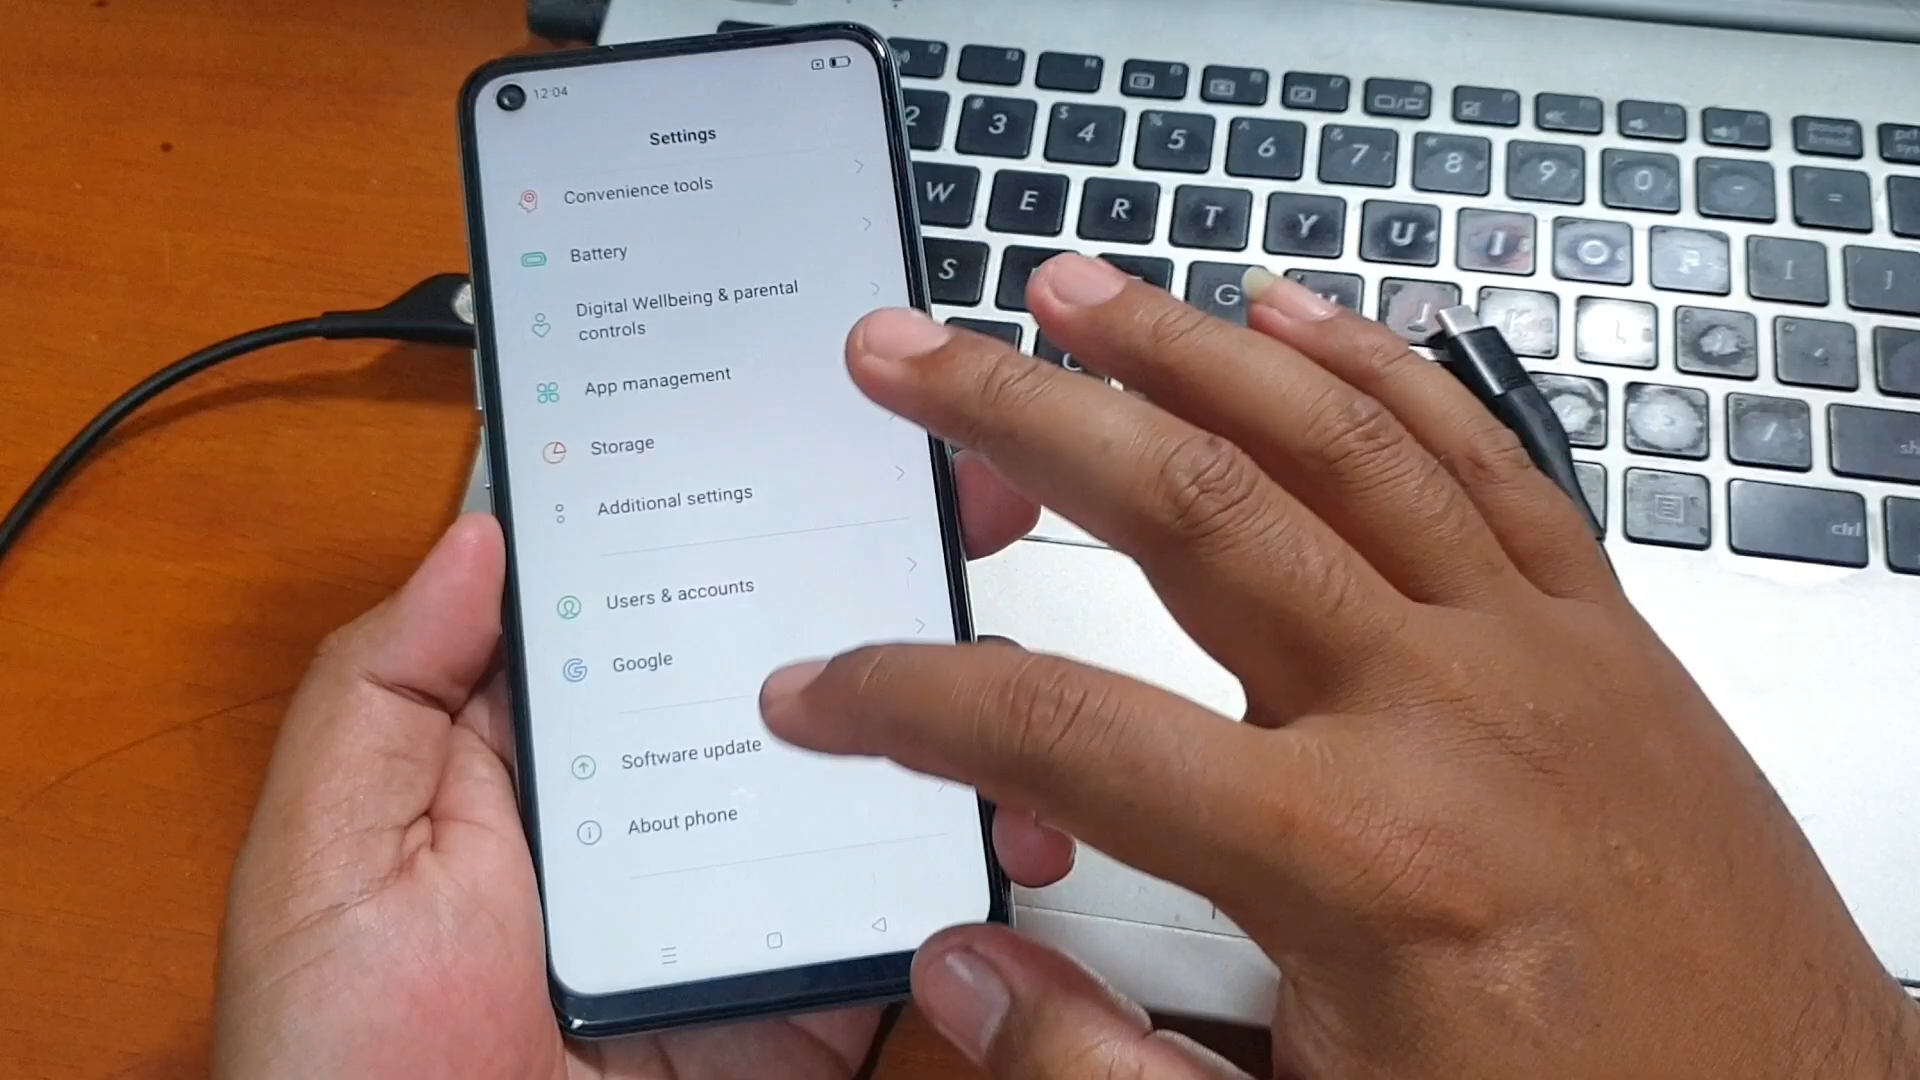 12:04
Settings
Convenience tools
Battery
Digital Wellbeing & parental
controls
App management
Storage
Additional settings
Users & accounts
Google
Software update
About phone
2 3 4 5 6 7 8 9 0 - =
W E R T Y U I O P [ ]
S G J K L
ctrl